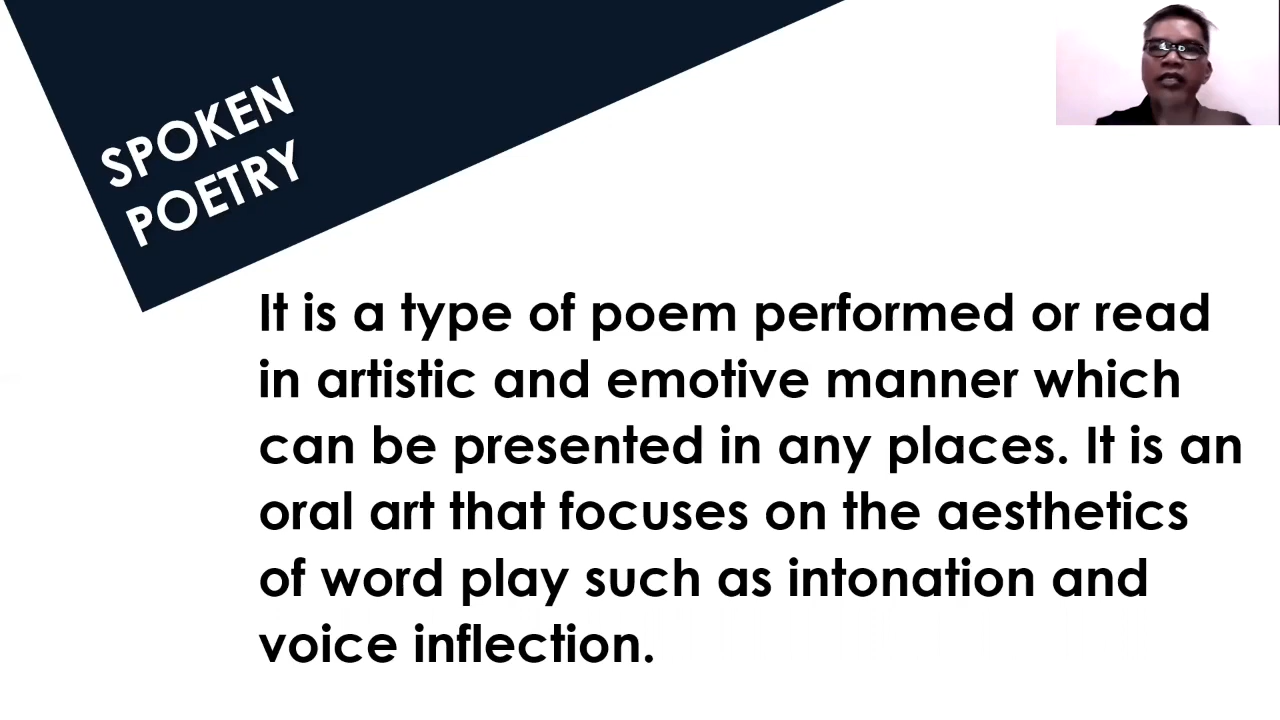 SPOKEN
POETRY
It is a type of poem performed or read
in artistic and emotive manner which
can be presented in any places. It is an
oral art that focuses on the aesthetics
of word play such as intonation and
voice inflection.